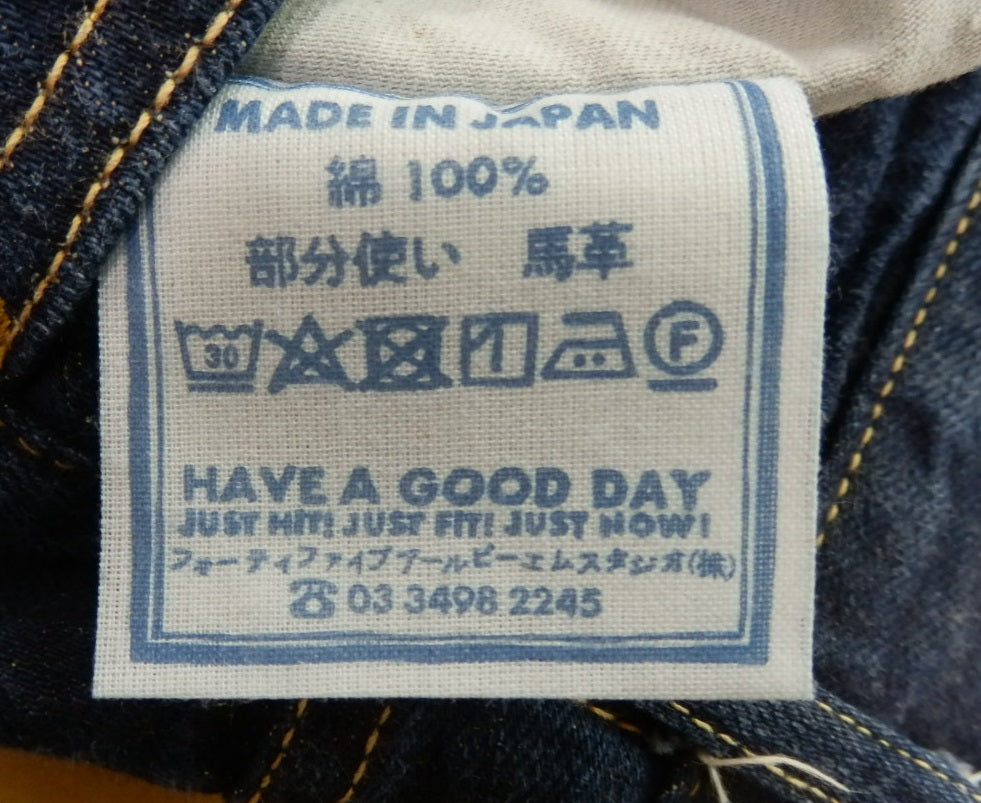 MADE IN JAPAN
綿 100%
部分使い 馬革
30 F
HAVE A GOOD DAY
JUST HIT! JUST FIT! JUST NOW!
フォーティファイブアールピーエムスタジオ(株)
☎ 03 3498 2245